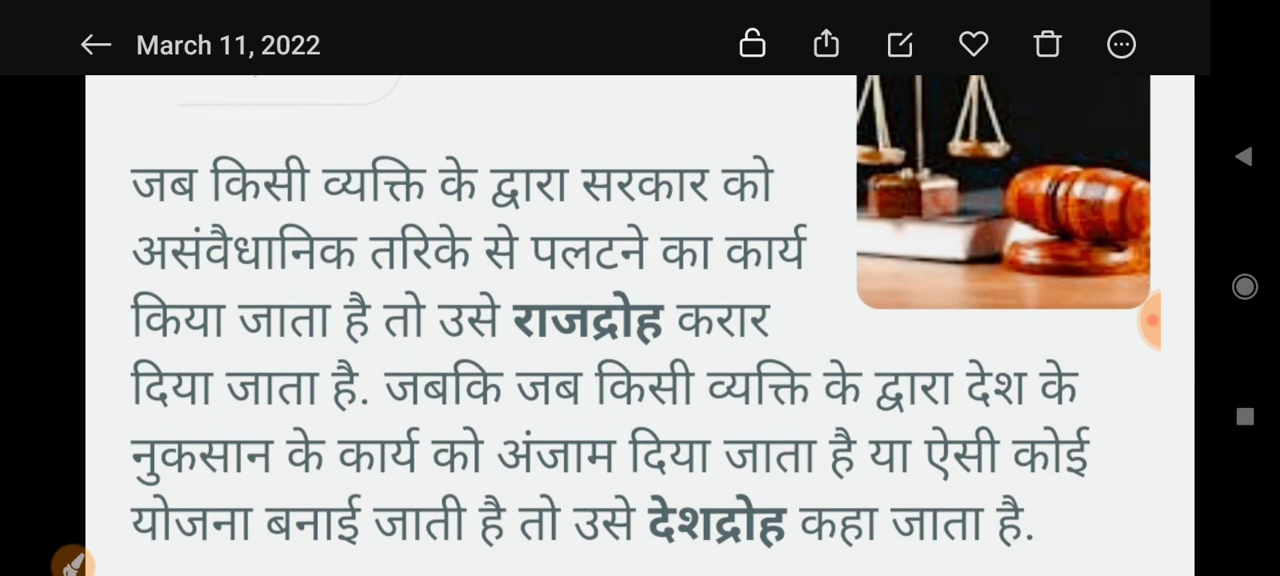 March 11, 2022
जब किसी व्यक्ति के द्वारा सरकार को
असंवैधानिक तरिके से पलटने का कार्य
किया जाता है तो उसे राजद्रोह करार
दिया जाता है. जबकि जब किसी व्यक्ति के द्वारा देश के
नुकसान के कार्य को अंजाम दिया जाता है या ऐसी कोई
योजना बनाई जाती है तो उसे देशद्रोह कहा जाता है.